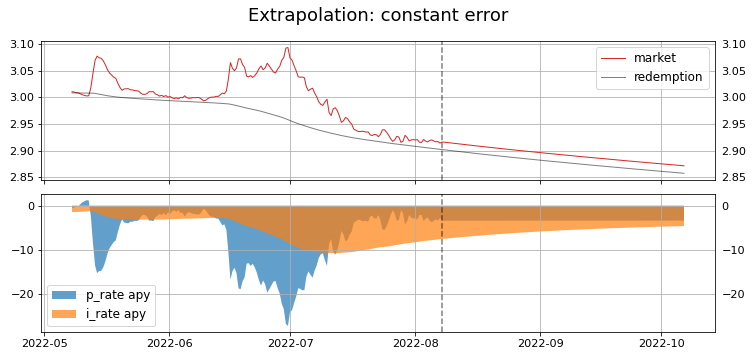 Extrapolation: constant error
3.10 3.10
3.05 3.05
3.00 3.00
2.95 2.95
2.90 2.90
2.85 2.85
market
redemption
0 0
−10 −10
−20 −20
p_rate apy
i_rate apy
2022-05 2022-06 2022-07 2022-08 2022-09 2022-10